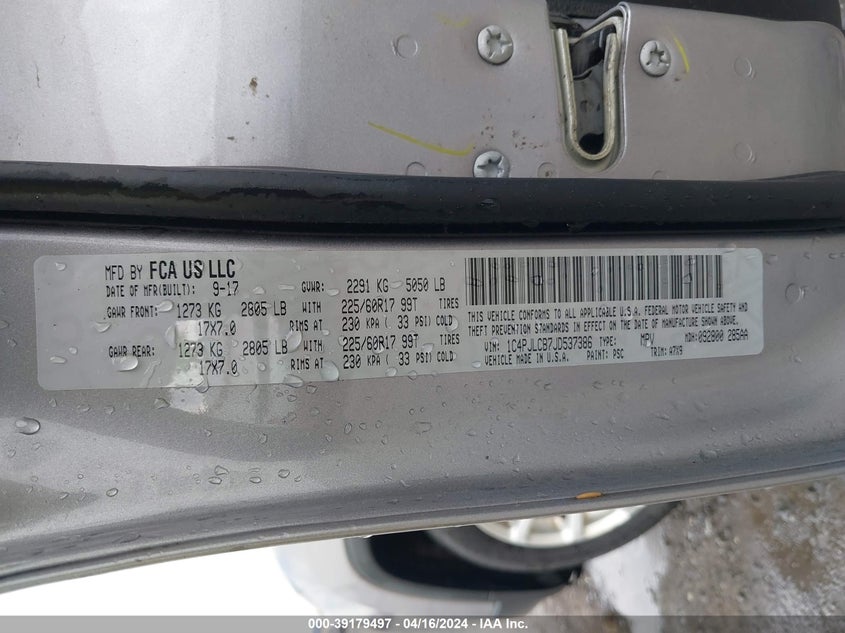 MFD BY FCA US LLC
DATE OF MFR(BUILT): 9-17 GVWR: 2291 KG 5050 LB
GAWR FRONT: 1273 KG 2805 LB WITH 225/60R17 99T TIRES
17X7.0 RIMS AT 230 KPA ( 33 PSI) COLD
GAWR REAR: 1273 KG 2805 LB WITH 225/60R17 99T TIRES
17X7.0 RIMS AT 230 KPA ( 33 PSI) COLD
THIS VEHICLE CONFORMS TO ALL APPLICABLE U.S.A. FEDERAL MOTOR VEHICLE SAFETY AND
THEFT PREVENTION STANDARDS IN EFFECT ON THE DATE OF MANUFACTURE SHOWN ABOVE.
VIN: 1C4PJLCB7JD537386 TYPE: MPV MDH: 092800 285AA
VEHICLE MADE IN U.S.A. PAINT: PSC TRIM: A7X9
000-39179497 - 04/16/2024 - IAA Inc.